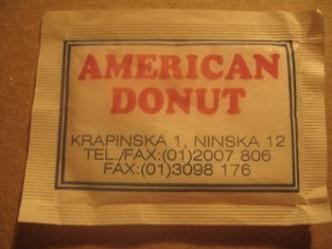 AMERICAN
DONUT
KRAPINSKA 1, NINSKA 12
TEL./FAX:(01)2007 806
FAX:(01)3098 176